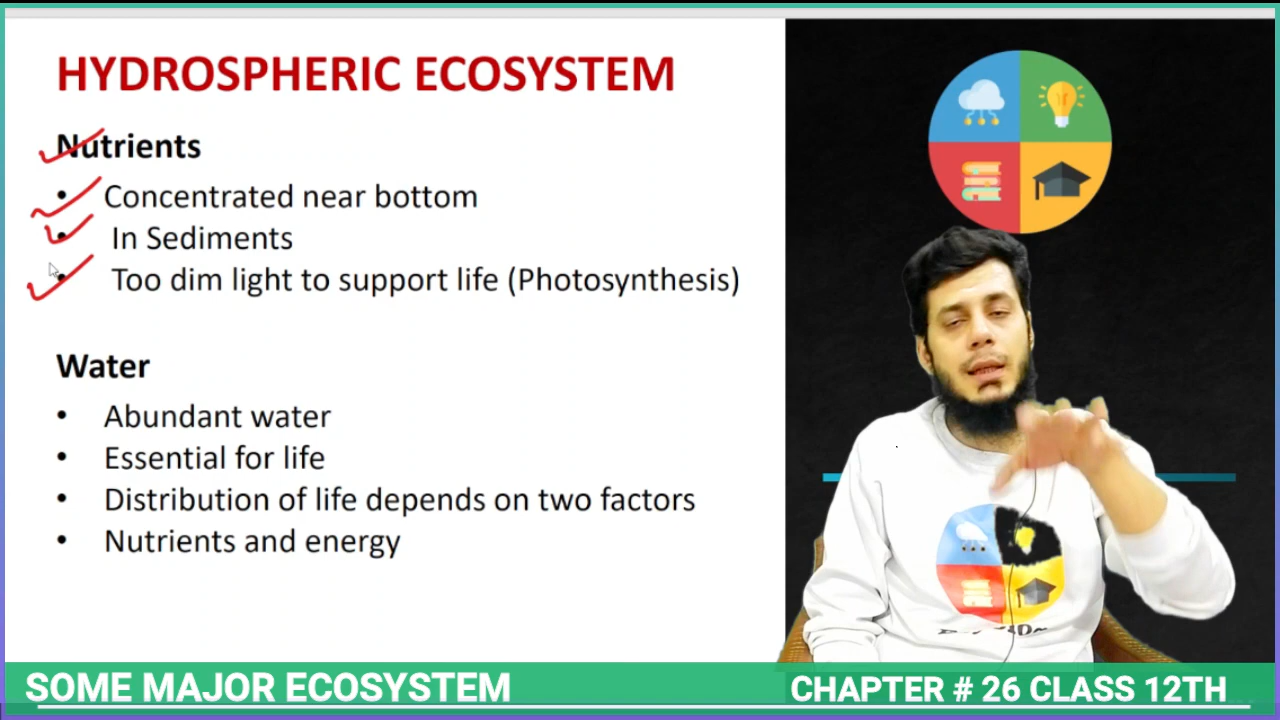 HYDROSPHERIC ECOSYSTEM
Nutrients
• Concentrated near bottom
• In Sediments
• Too dim light to support life (Photosynthesis)
Water
• Abundant water
• Essential for life
• Distribution of life depends on two factors
• Nutrients and energy
SOME MAJOR ECOSYSTEM
CHAPTER # 26 CLASS 12TH